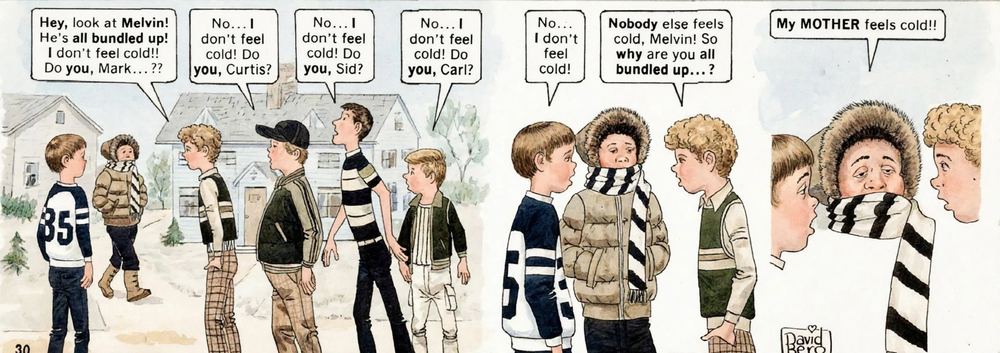 Hey, look at Melvin!
He's all bundled up!
I don't feel cold!!
Do you, Mark...??
No... I
don't feel
cold! Do
you, Curtis?
No... I
don't feel
cold! Do
you, Sid?
No... I
don't feel
cold! Do
you, Carl?
No...
I don't
feel
cold!
Nobody else feels
cold, Melvin! So
why are you all
bundled up...?
My MOTHER feels cold!!
85
5
30
David
Berg